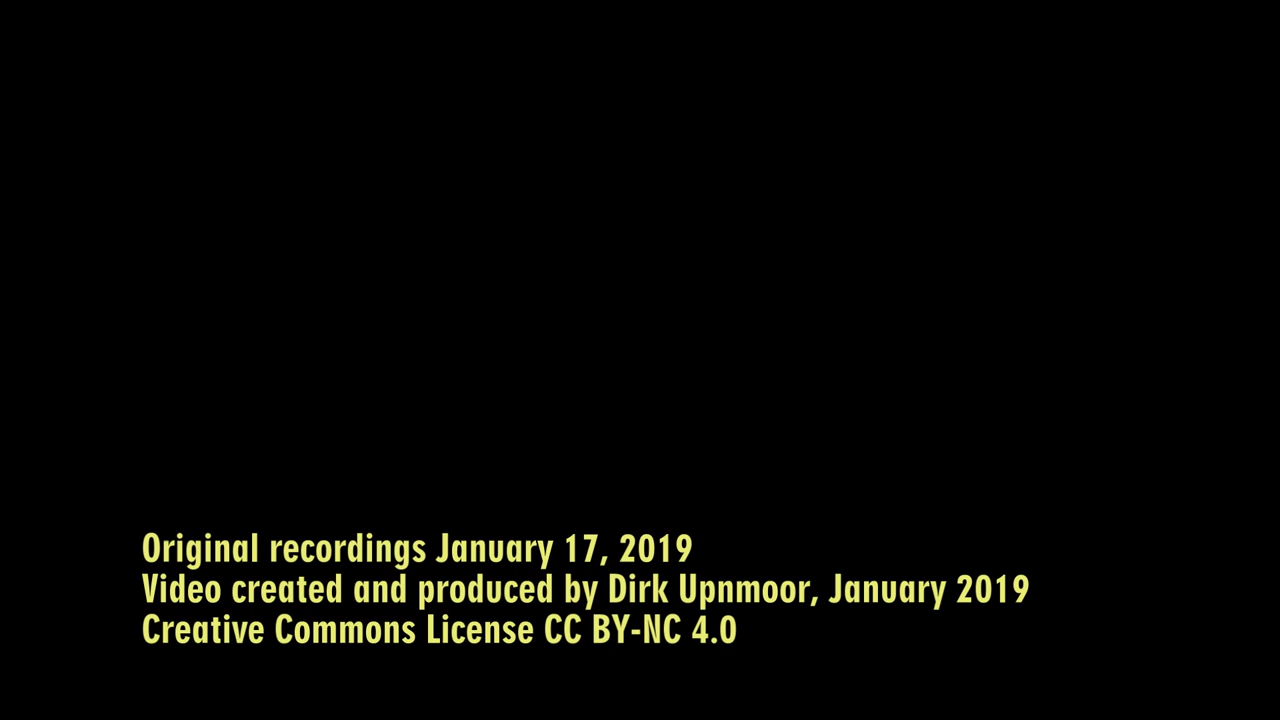 Original recordings January 17, 2019
Video created and produced by Dirk Upnmoor, January 2019
Creative Commons License CC BY-NC 4.0